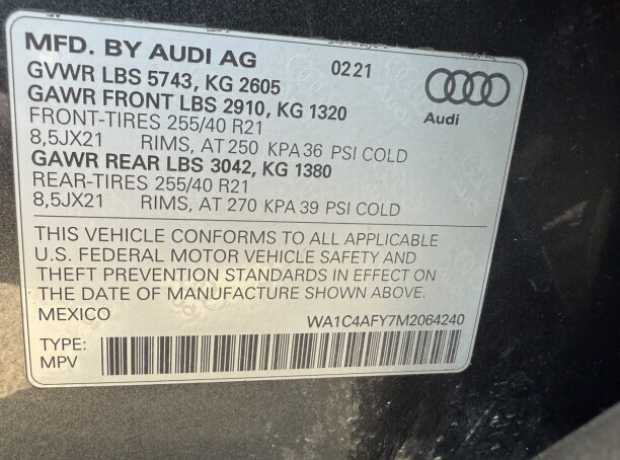 MFD. BY AUDI AG 0221
GVWR LBS 5743, KG 2605
GAWR FRONT LBS 2910, KG 1320
Audi
FRONT-TIRES 255/40 R21
8,5JX21 RIMS, AT 250 KPA 36 PSI COLD
GAWR REAR LBS 3042, KG 1380
REAR-TIRES 255/40 R21
8,5JX21 RIMS, AT 270 KPA 39 PSI COLD
THIS VEHICLE CONFORMS TO ALL APPLICABLE
U.S. FEDERAL MOTOR VEHICLE SAFETY AND
THEFT PREVENTION STANDARDS IN EFFECT ON
THE DATE OF MANUFACTURE SHOWN ABOVE.
MEXICO WA1C4AFY7M2064240
TYPE:
MPV